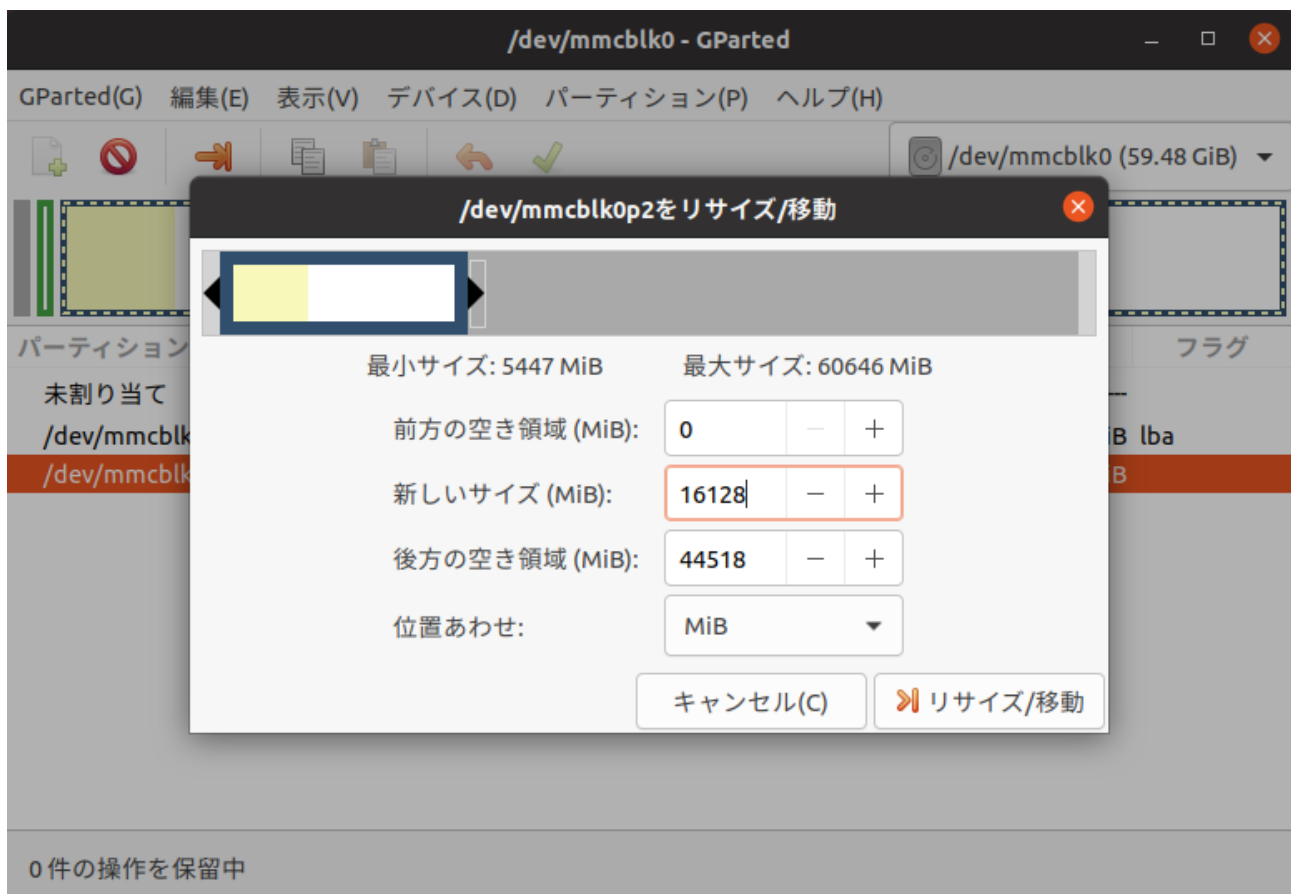 /dev/mmcblk0 - GParted
GParted(G) 編集(E) 表示(V) デバイス(D) パーティション(P) ヘルプ(H)
/dev/mmcblk0 (59.48 GiB)
/dev/mmcblk0p2をリサイズ/移動
最小サイズ: 5447 MiB 最大サイズ: 60646 MiB
前方の空き領域 (MiB): 0
新しいサイズ (MiB): 16128
後方の空き領域 (MiB): 44518
位置あわせ: MiB
キャンセル(C) リサイズ/移動
パーティション フラグ
未割り当て ---
/dev/mmcblk iB lba
/dev/mmcblk iB
0 件の操作を保留中